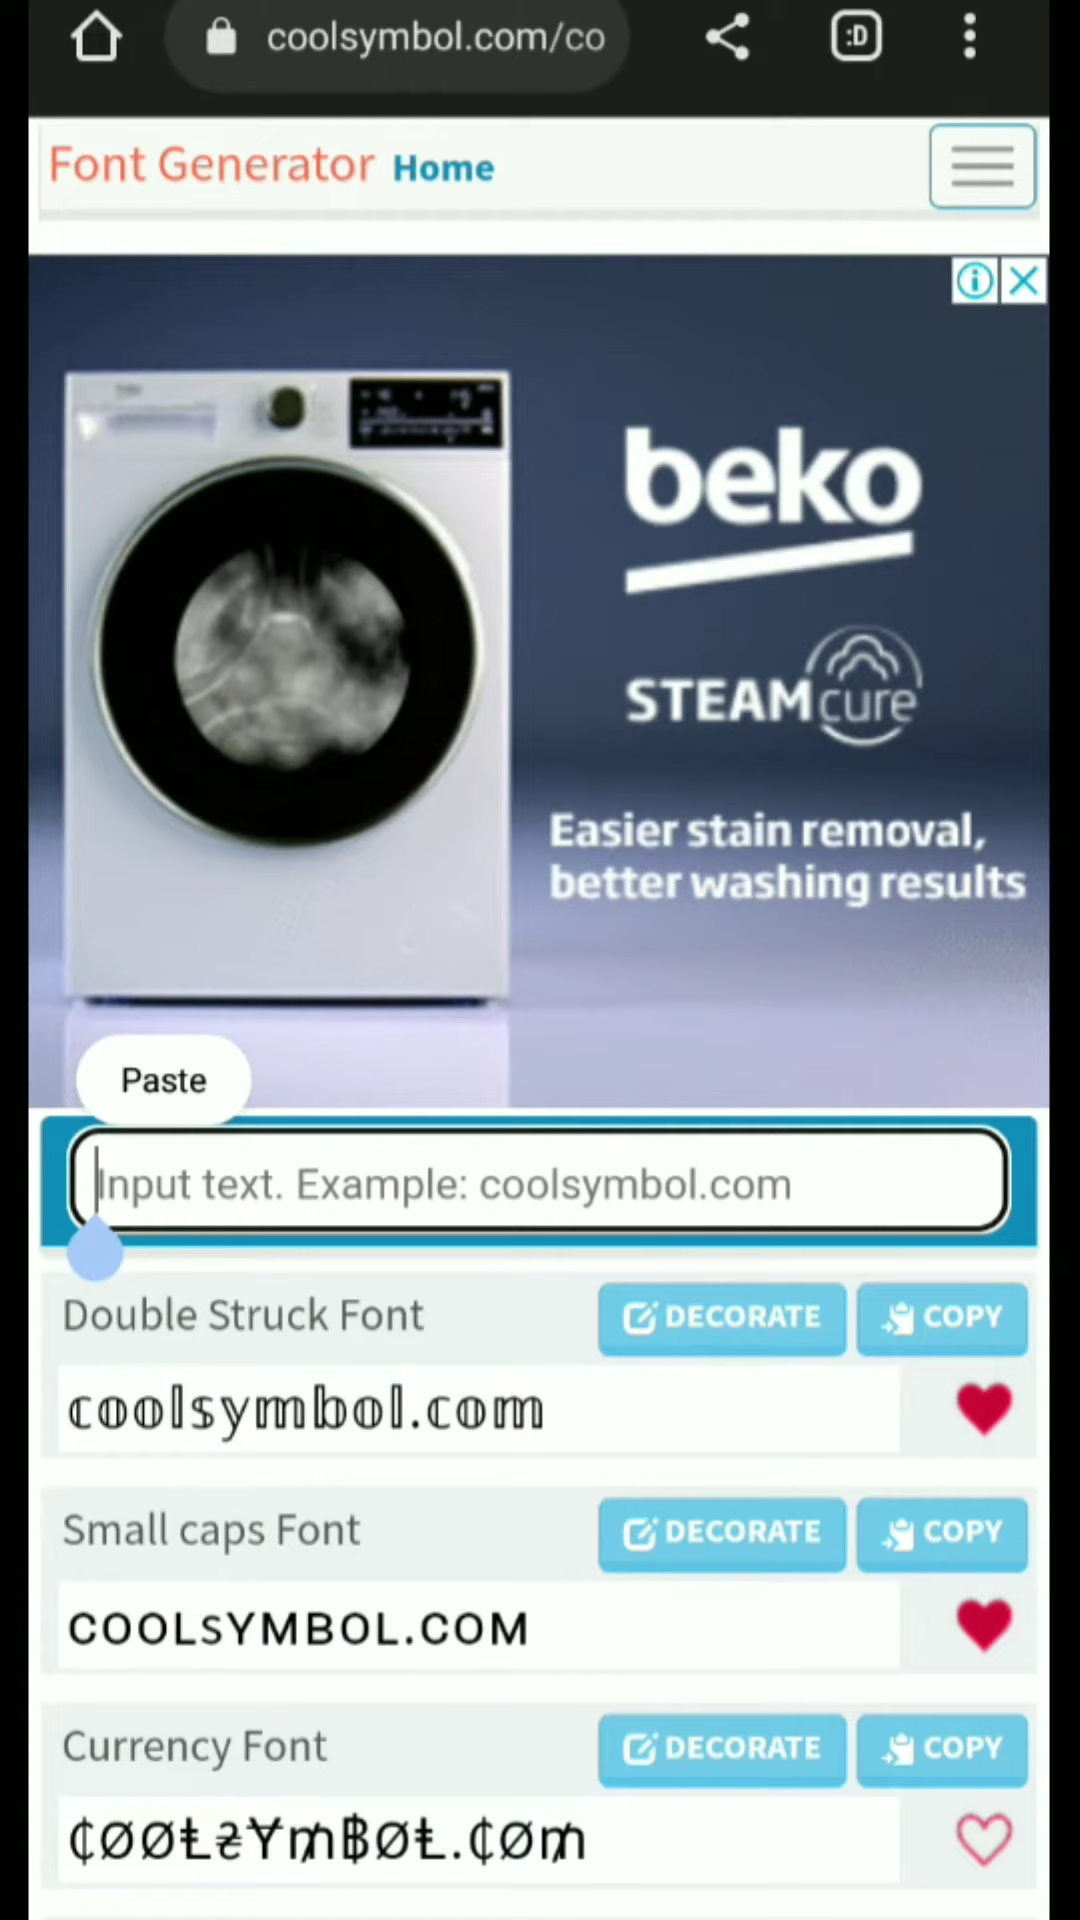 :D
coolsymbol.com/co
Font Generator Home
beko
STEAMcure
Easier stain removal,
better washing results
Paste
Input text. Example: coolsymbol.com
Double Struck Font
DECORATE
COPY
𝕔𝕠𝕠𝕝𝕤𝕪𝕞𝕓𝕠𝕝.𝕔𝕠𝕞
Small caps Font
DECORATE
COPY
ᴄᴏᴏʟsʏᴍʙᴏʟ.ᴄᴏᴍ
Currency Font
DECORATE
COPY
₵ØØⱠ₴Ɏ₥฿ØⱠ.₵Ø₥